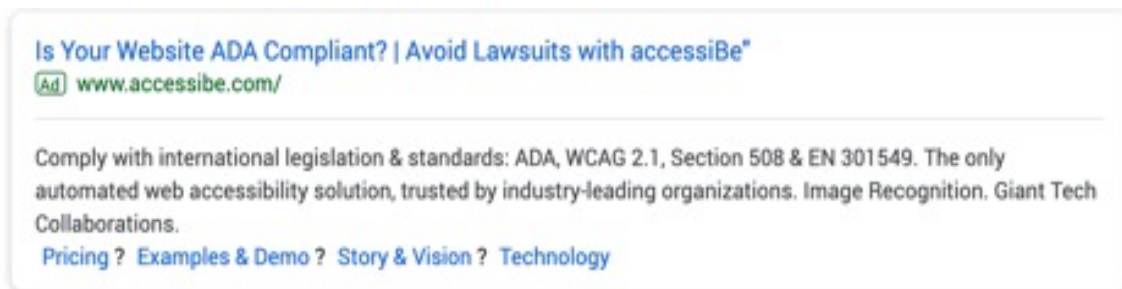 Is Your Website ADA Compliant? | Avoid Lawsuits with accessiBe"
Ad www.accessibe.com/
Comply with international legislation & standards: ADA, WCAG 2.1, Section 508 & EN 301549. The only
automated web accessibility solution, trusted by industry-leading organizations. Image Recognition. Giant Tech
Collaborations.
Pricing ? Examples & Demo ? Story & Vision ? Technology